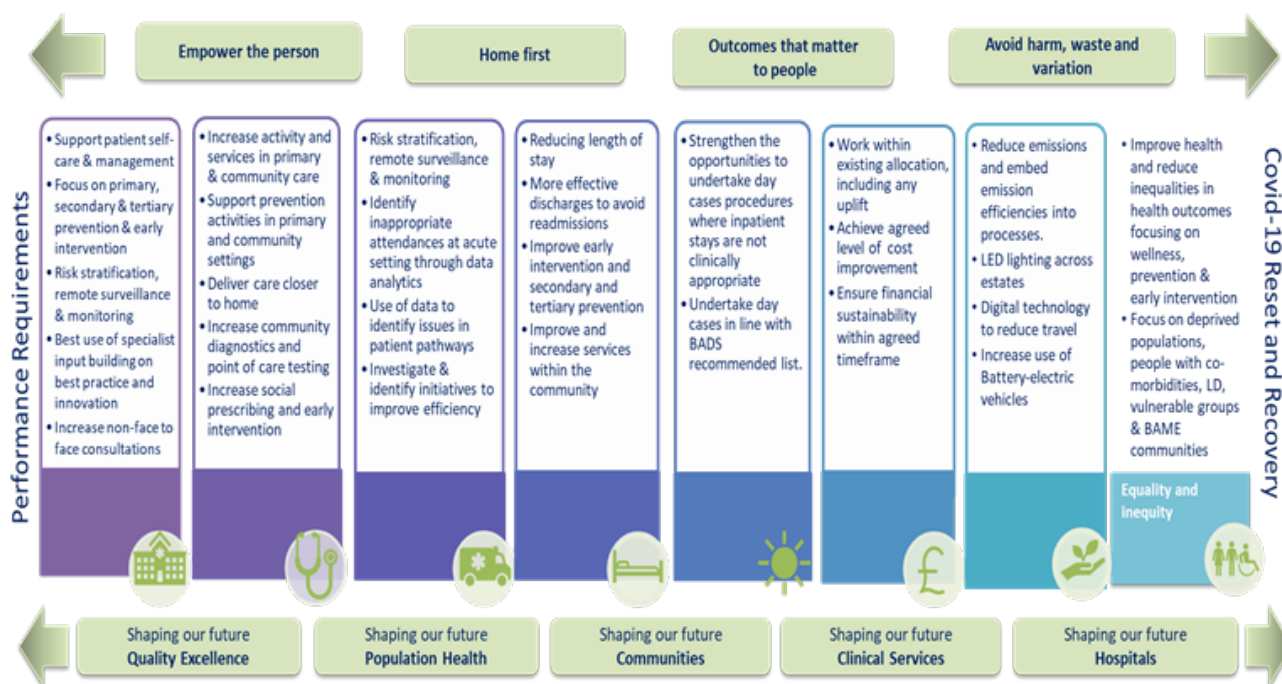 Empower the person
Home first
Outcomes that matter
to people
Avoid harm, waste and
variation
Performance Requirements
• Support patient self-
care & management
• Focus on primary,
secondary & tertiary
prevention & early
intervention
• Risk stratification,
remote surveillance
& monitoring
• Best use of specialist
input building on
best practice and
innovation
• Increase non-face to
face consultations
• Increase activity and
services in primary
& community care
• Support prevention
activities in primary
and community
settings
• Deliver care closer
to home
• Increase community
diagnostics and
point of care testing
• Increase social
prescribing and early
intervention
• Risk stratification,
remote surveillance
& monitoring
• Identify
inappropriate
attendances at acute
setting through data
analytics
• Use of data to
identify issues in
patient pathways
• Investigate &
identify initiatives to
improve efficiency
• Reducing length of
stay
• More effective
discharges to avoid
readmissions
• Improve early
intervention and
secondary and
tertiary prevention
• Improve and
increase services
within the
community
• Strengthen the
opportunities to
undertake day
cases procedures
where inpatient
stays are not
clinically
appropriate
• Undertake day
cases in line with
BADS
recommended list.
• Work within
existing allocation,
including any
uplift
• Achieve agreed
level of cost
improvement
• Ensure financial
sustainability
within agreed
timeframe
• Reduce emissions
and embed
emission
efficiencies into
processes.
• LED lighting across
estates
• Digital technology
to reduce travel
• Increase use of
Battery-electric
vehicles
• Improve health
and reduce
inequalities in
health outcomes
focusing on
wellness,
prevention &
early intervention
• Focus on deprived
populations,
people with co-
morbidities, LD,
vulnerable groups
& BAME
communities
Equality and
inequity
£
Covid-19 Reset and Recovery
Shaping our future
Quality Excellence
Shaping our future
Population Health
Shaping our future
Communities
Shaping our future
Clinical Services
Shaping our future
Hospitals